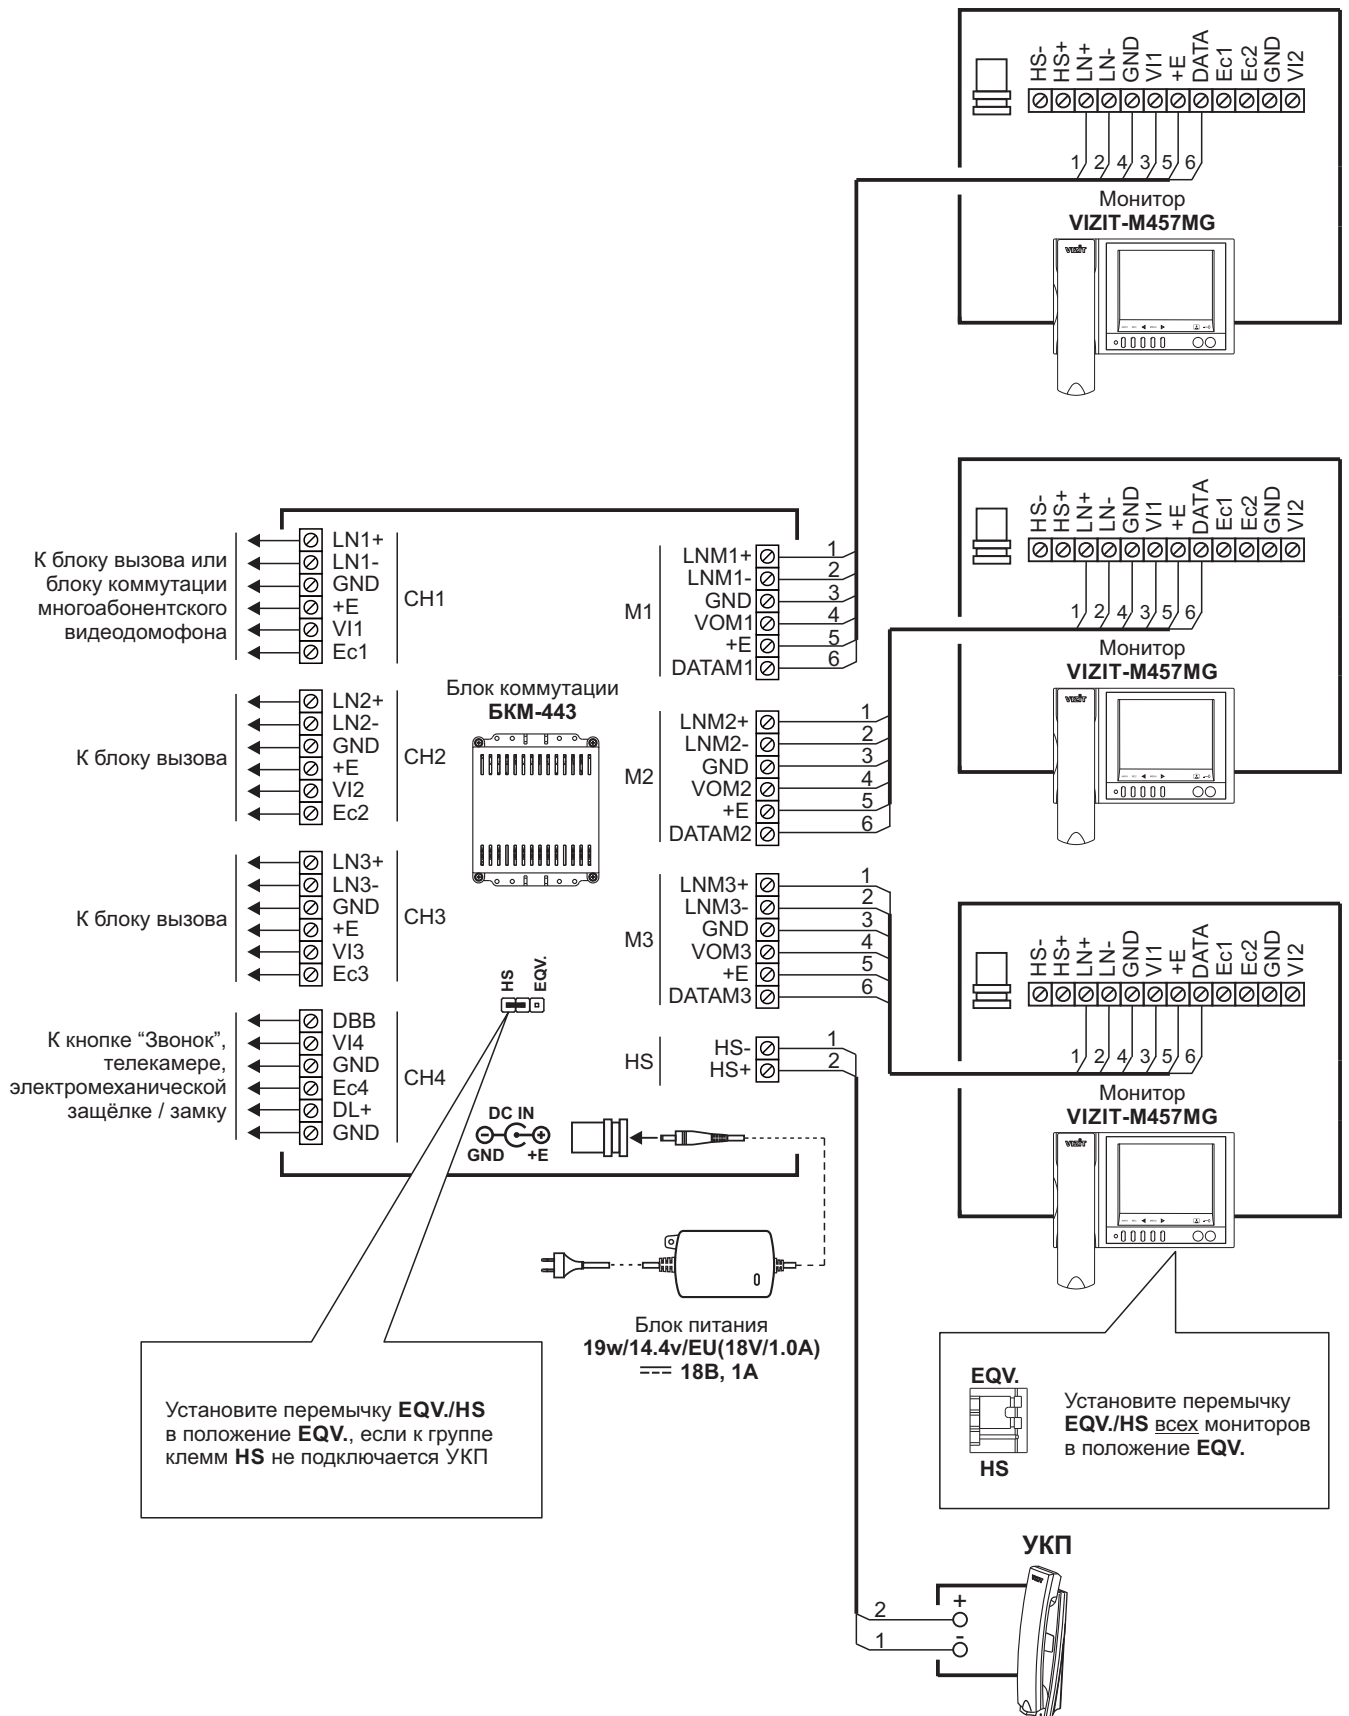 HS-
HS+
LN+
LN-
GND
VI1
+E
DATA
Ec1
Ec2
GND
VI2
1 2 4 3 5 6
Монитор
VIZIT-M457MG
VIZIT
HS-
HS+
LN+
LN-
GND
VI1
+E
DATA
Ec1
Ec2
GND
VI2
1 2 4 3 5 6
Монитор
VIZIT-M457MG
VIZIT
К блоку вызова или
блоку коммутации
многоабонентского
видеодомофона
LN1+
LN1-
GND
+E
VI1
Ec1
CH1
К блоку вызова
LN2+
LN2-
GND
+E
VI2
Ec2
CH2
К блоку вызова
LN3+
LN3-
GND
+E
VI3
Ec3
CH3
К кнопке “Звонок”,
телекамере,
электромеханической
защёлке / замку
DBB
VI4
GND
Ec4
DL+
GND
CH4
Блок коммутации
БКМ-443
HS
EQV.
DC IN
GND +E
M1
LNM1+ 1
LNM1- 2
GND 3
VOM1 4
+E 5
DATAM1 6
M2
LNM2+ 1
LNM2- 2
GND 3
VOM2 4
+E 5
DATAM2 6
M3
LNM3+ 1
LNM3- 2
GND 3
VOM3 4
+E 5
DATAM3 6
HS
HS- 1
HS+ 2
HS-
HS+
LN+
LN-
GND
VI1
+E
DATA
Ec1
Ec2
GND
VI2
1 2 4 3 5 6
Монитор
VIZIT-M457MG
VIZIT
Блок питания
19w/14.4v/EU(18V/1.0A)
18В, 1А
Установите перемычку EQV./HS
в положение EQV., если к группе
клемм HS не подключается УКП
EQV.
HS
Установите перемычку
EQV./HS всех мониторов
в положение EQV.
УКП
2 +
1 -